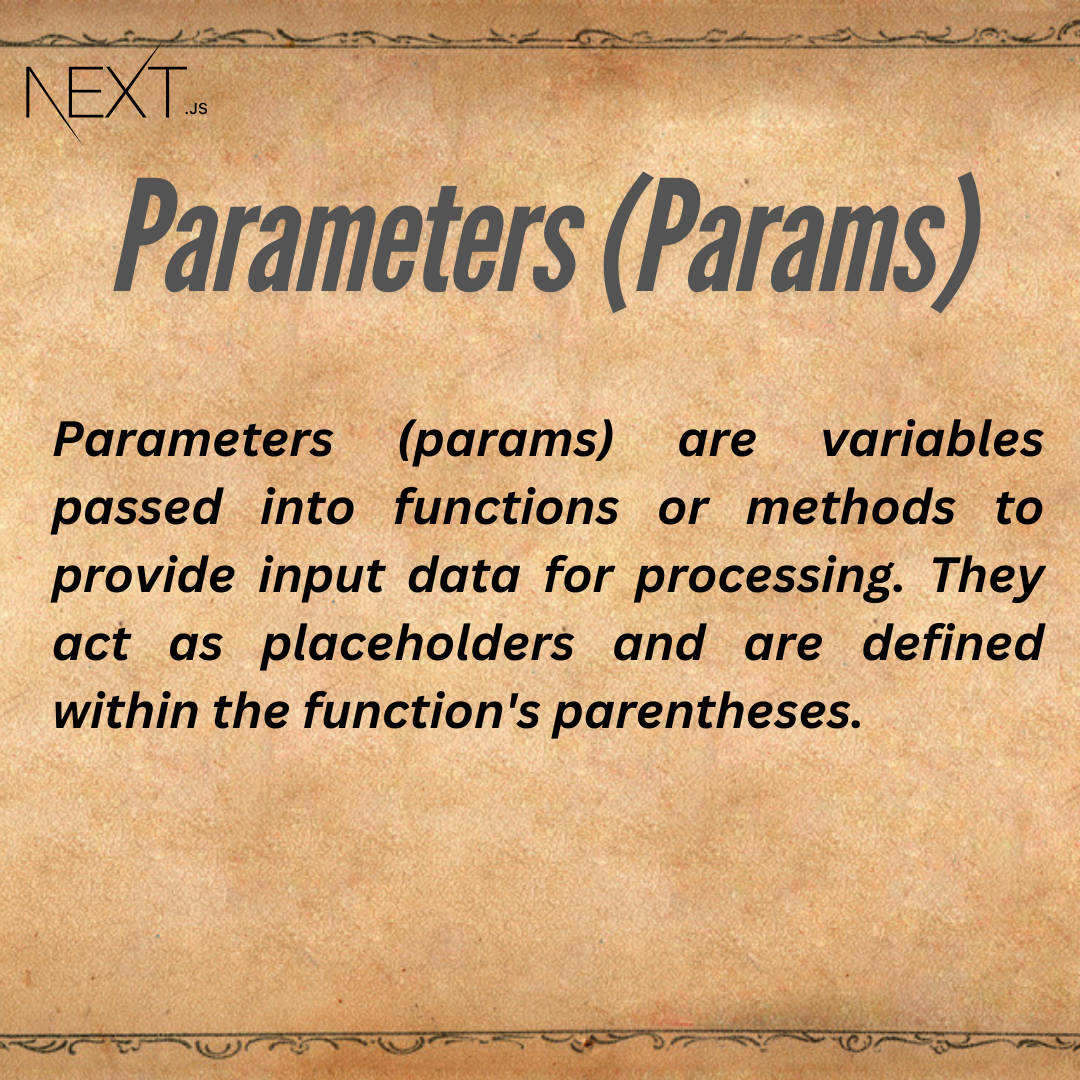 NEXT.JS
Parameters (Params)
Parameters (params) are variables
passed into functions or methods to
provide input data for processing. They
act as placeholders and are defined
within the function's parentheses.